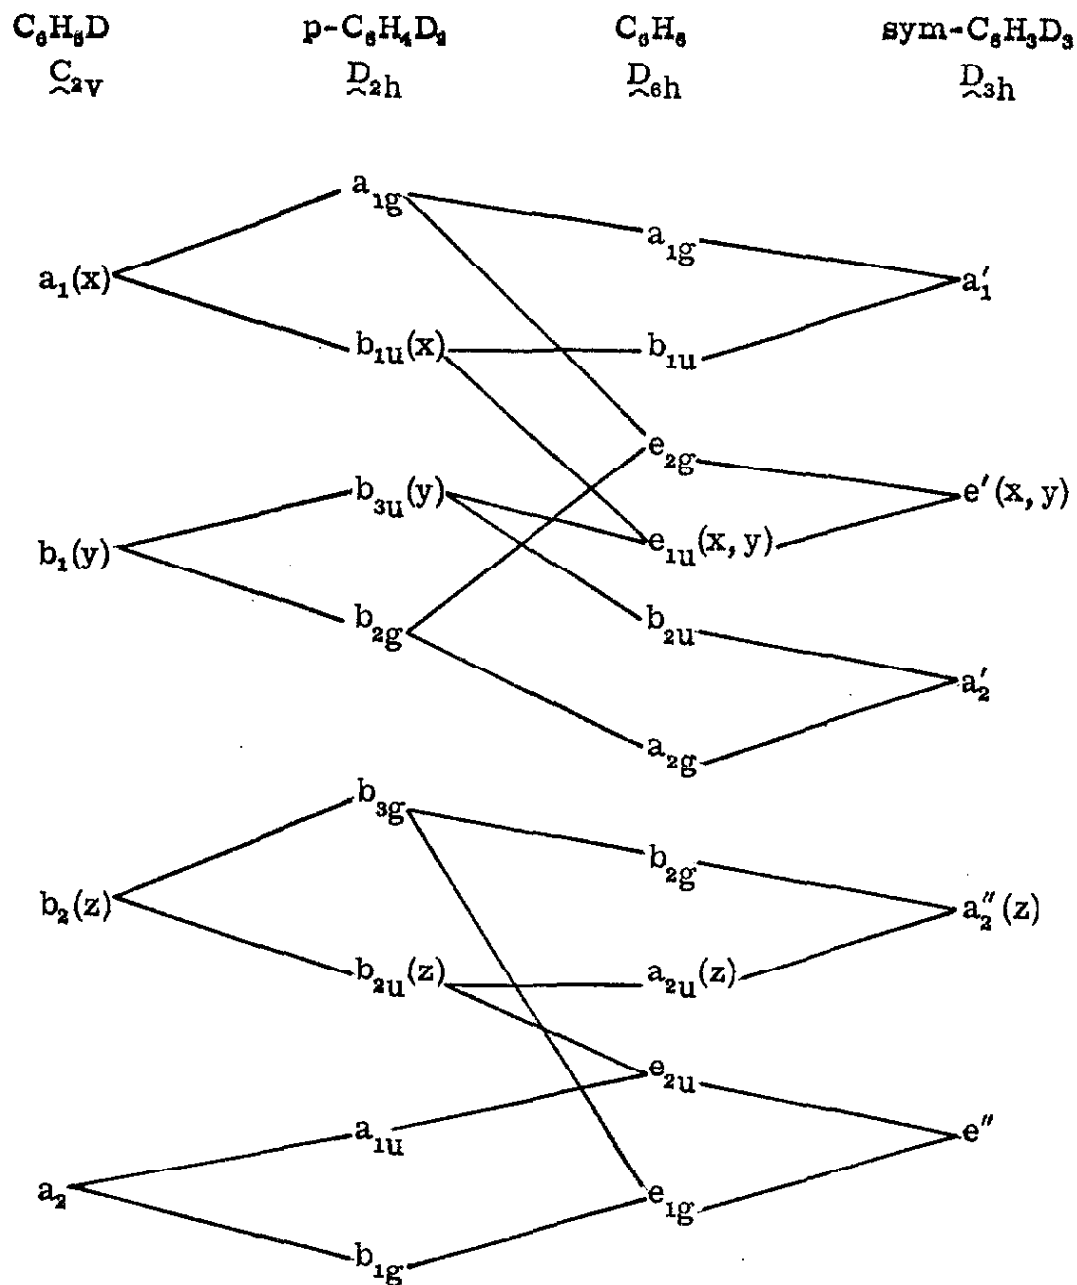 C₆H₅D p-C₆H₄D₂ C₆H₆ sym-C₆H₃D₃
C₂v D₂h D₆h D₃h
a₁g
a₁g
a₁(x) a₁′
b₁u(x) b₁u
e₂g
b₃u(y) e′(x, y)
b₁(y) e₁u(x, y)
b₂g b₂u
a₂′
a₂g
b₃g
b₂g
b₂(z) a₂″(z)
b₂u(z) a₂u(z)
e₂u
a₁u e″
a₂ e₁g
b₁g